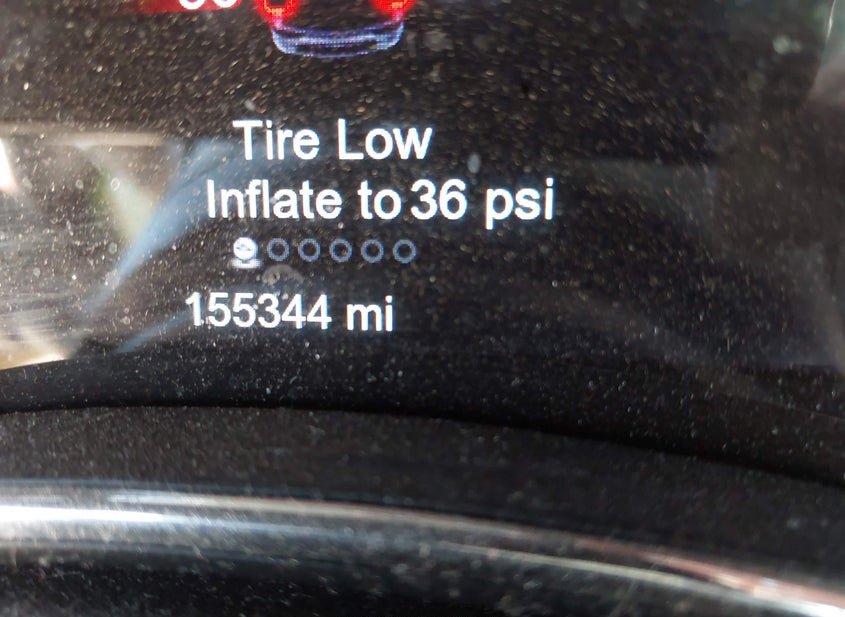 Tire Low
Inflate to 36 psi
155344 mi